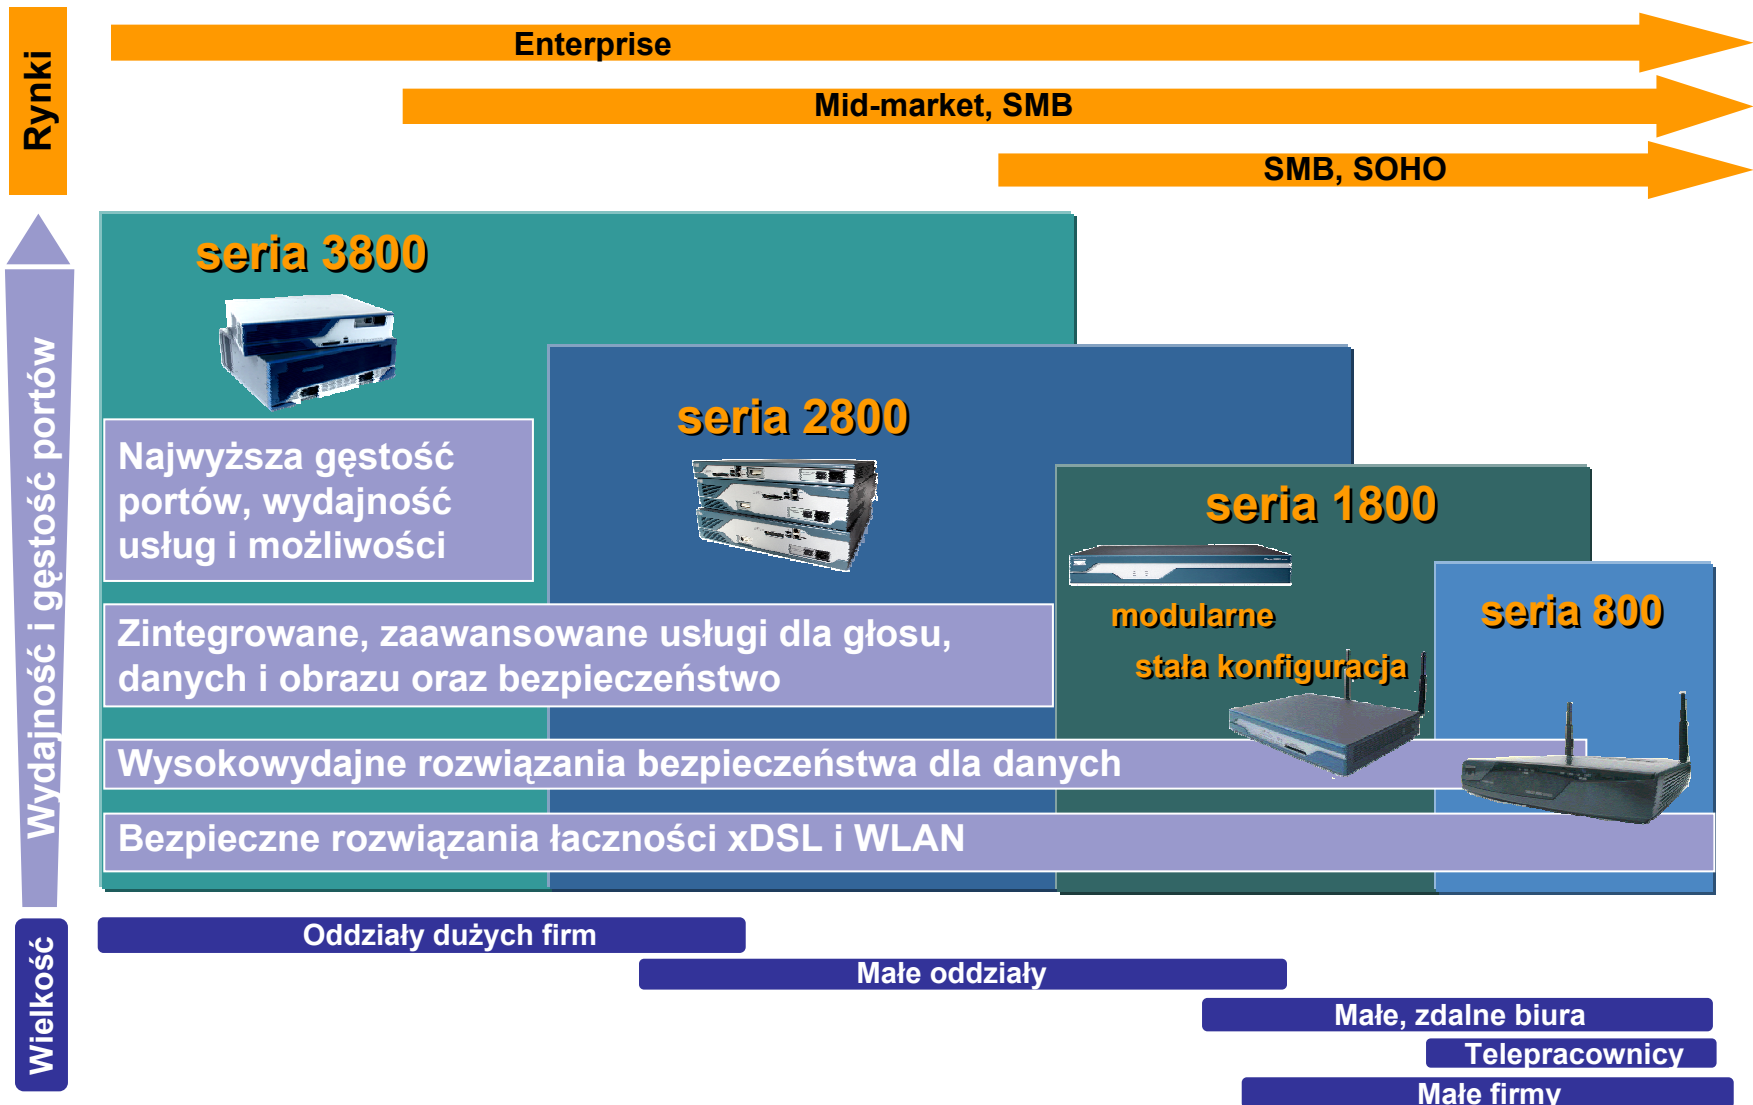 Rynki
Enterprise
Mid-market, SMB
SMB, SOHO
Wydajność i gęstość portów
seria 3800
seria 2800
seria 1800
seria 800
Najwyższa gęstość
portów, wydajność
usług i możliwości
modularne
stała konfiguracja
Zintegrowane, zaawansowane usługi dla głosu,
danych i obrazu oraz bezpieczeństwo
Wysokowydajne rozwiązania bezpieczeństwa dla danych
Bezpieczne rozwiązania łaczności xDSL i WLAN
Wielkość
Oddziały dużych firm
Małe oddziały
Małe, zdalne biura
Telepracownicy
Małe firmy